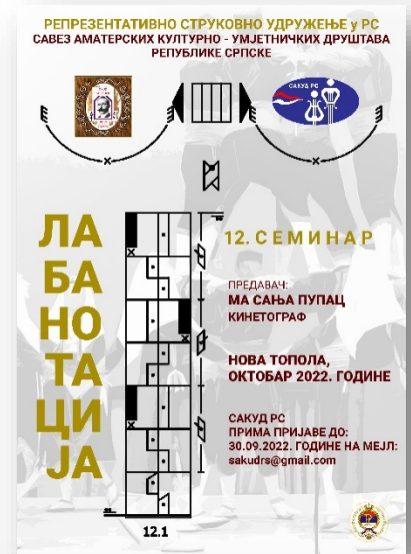 РЕПРЕЗЕНТАТИВНО СТРУКОВНО УДРУЖЕЊЕ у РС
САВЕЗ АМАТЕРСКИХ КУЛТУРНО - УМЈЕТНИЧКИХ ДРУШТАВА
РЕПУБЛИКЕ СРПСКЕ
САКУД РС
ЛА
БА
НО
ТА
ЦИ
ЈА
12. СЕМИНАР
ПРЕДАВАЧ:
МА САЊА ПУПАЦ
КИНЕТОГРАФ
НОВА ТОПОЛА,
ОКТОБАР 2022. ГОДИНЕ
САКУД РС
ПРИМА ПРИЈАВЕ ДО:
30.09.2022. ГОДИНЕ НА МЕЈЛ:
sakudrs@gmail.com
12.1